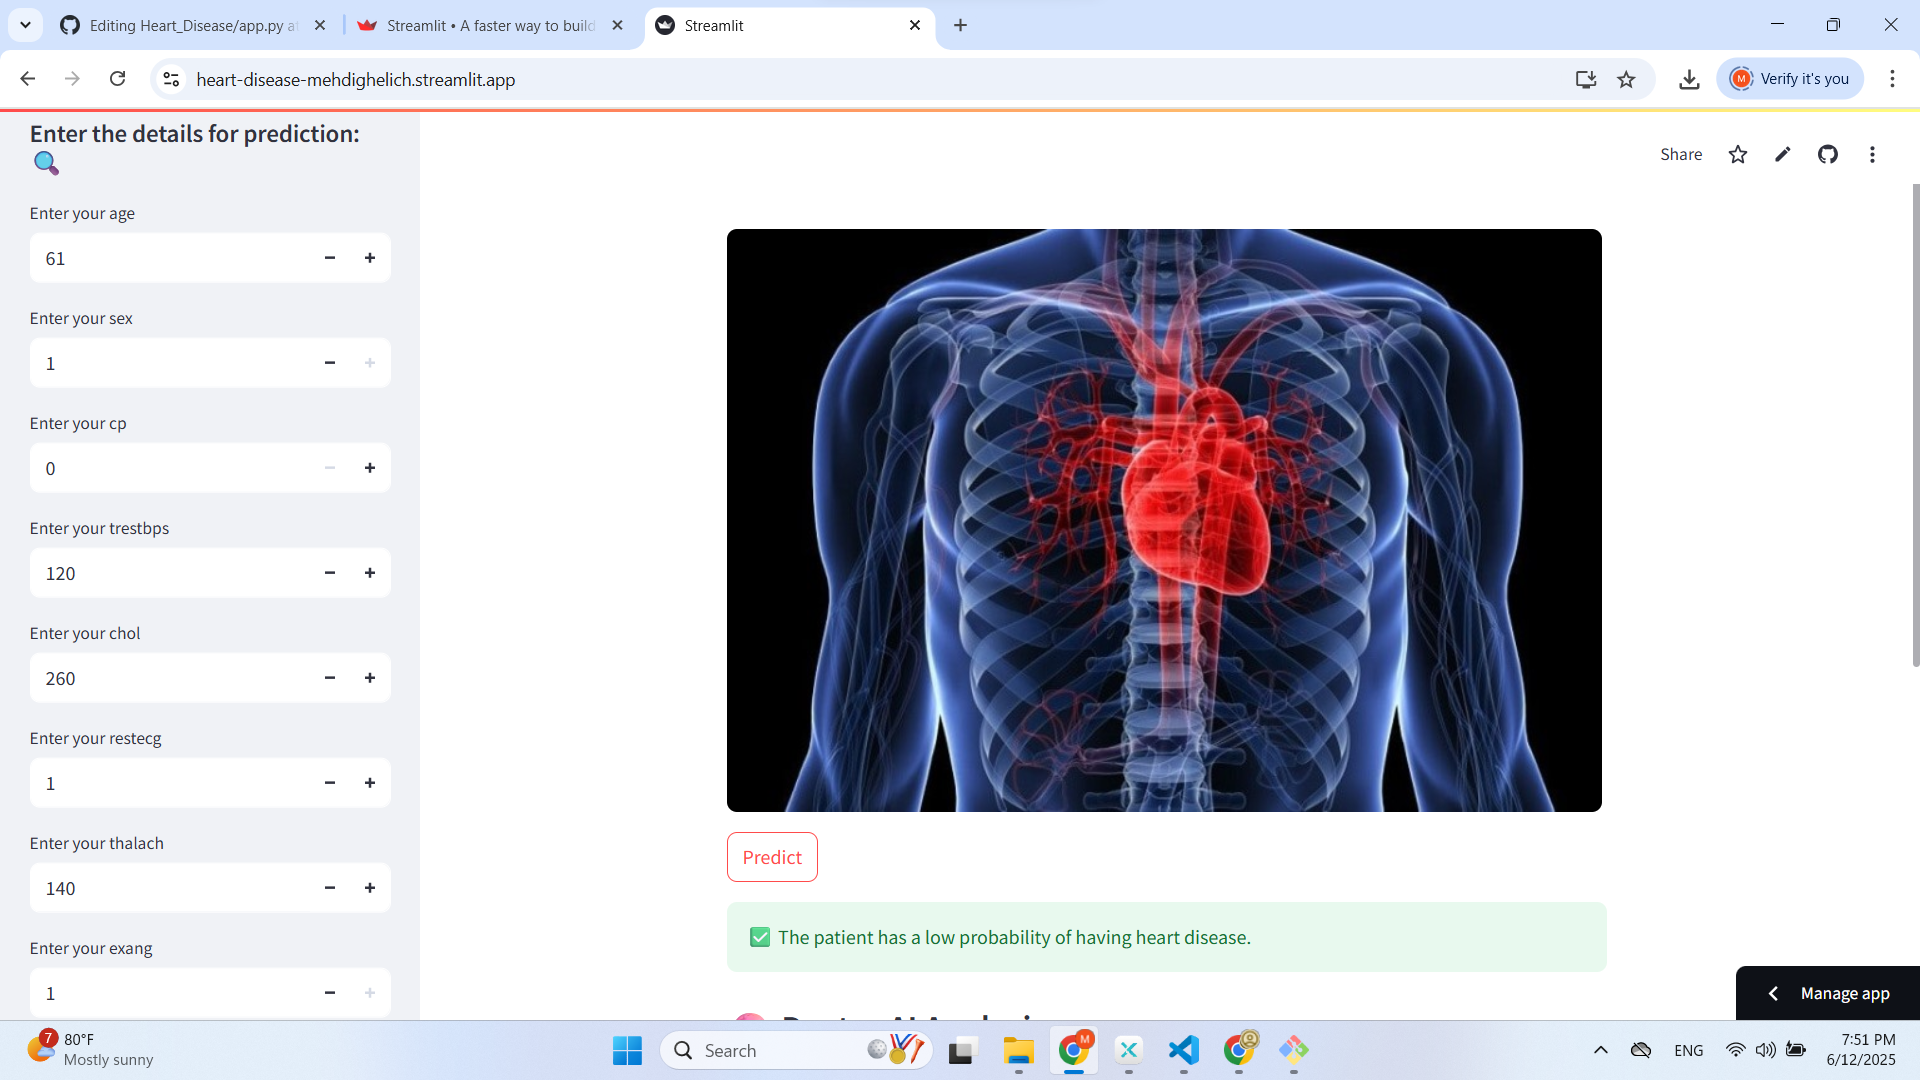 Editing Heart_Disease/app.py at
Streamlit • A faster way to build
Streamlit
heart-disease-mehdighelich.streamlit.app
M
Verify it's you
Enter the details for prediction:
Share
Enter your age
61
Enter your sex
1
Enter your cp
0
Enter your trestbps
120
Enter your chol
260
Enter your restecg
1
Enter your thalach
140
Enter your exang
1
Predict
The patient has a low probability of having heart disease.
Manage app
7
80°F
Mostly sunny
Search
M
ENG
7:51 PM
6/12/2025